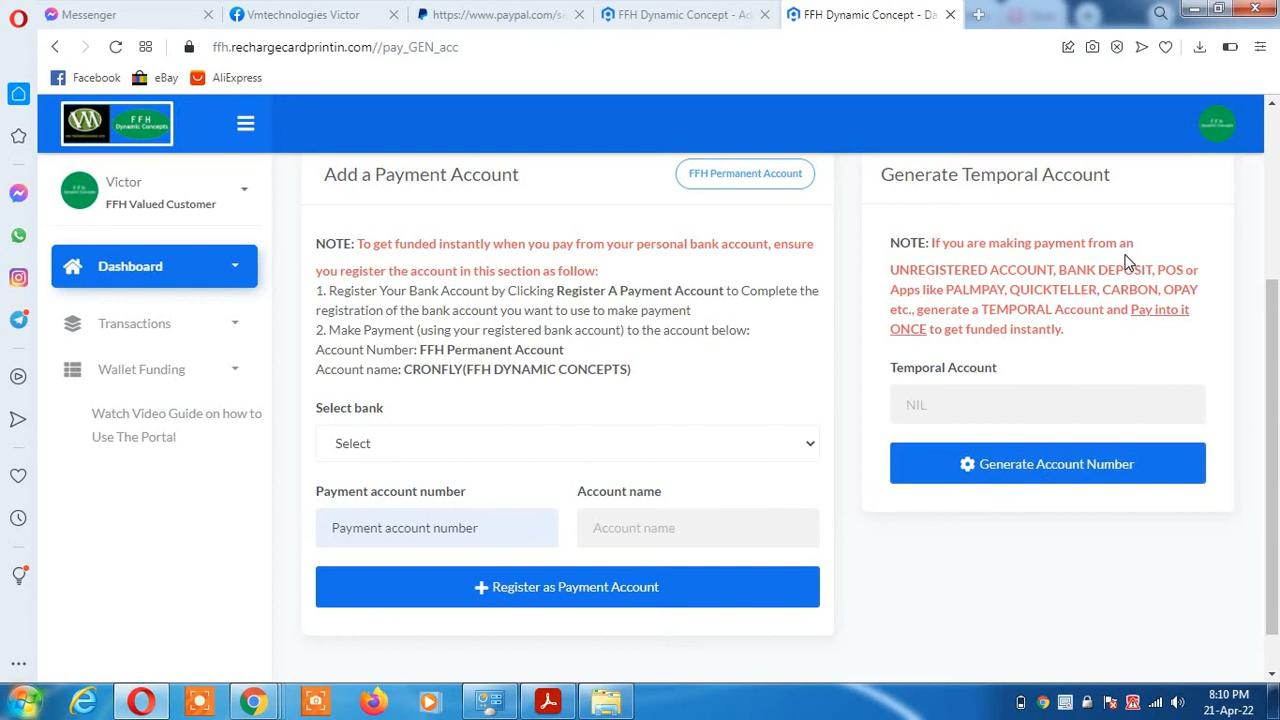 Messenger
Vmtechnologies Victor
https://www.paypal.com/s
FFH Dynamic Concept - Ad
FFH Dynamic Concept - Da
ffh.rechargecardprintin.com//pay_GEN_acc
Facebook
eBay
AliExpress
VM
FFH
Dynamic Concepts
Victor
FFH Valued Customer
Dashboard
Transactions
Wallet Funding
Watch Video Guide on how to
Use The Portal
Add a Payment Account
FFH Permanent Account
NOTE: To get funded instantly when you pay from your personal bank account, ensure
you register the account in this section as follow:
1. Register Your Bank Account by Clicking Register A Payment Account to Complete the
registration of the bank account you want to use to make payment
2. Make Payment (using your registered bank account) to the account below:
Account Number: FFH Permanent Account
Account name: CRONFLY(FFH DYNAMIC CONCEPTS)
Select bank
Select
Payment account number
Account name
Payment account number
Account name
Register as Payment Account
Generate Temporal Account
NOTE: If you are making payment from an
UNREGISTERED ACCOUNT, BANK DEPOSIT, POS or
Apps like PALMPAY, QUICKTELLER, CARBON, OPAY
etc., generate a TEMPORAL Account and Pay into it
ONCE to get funded instantly.
Temporal Account
NIL
Generate Account Number
8:10 PM
21-Apr-22